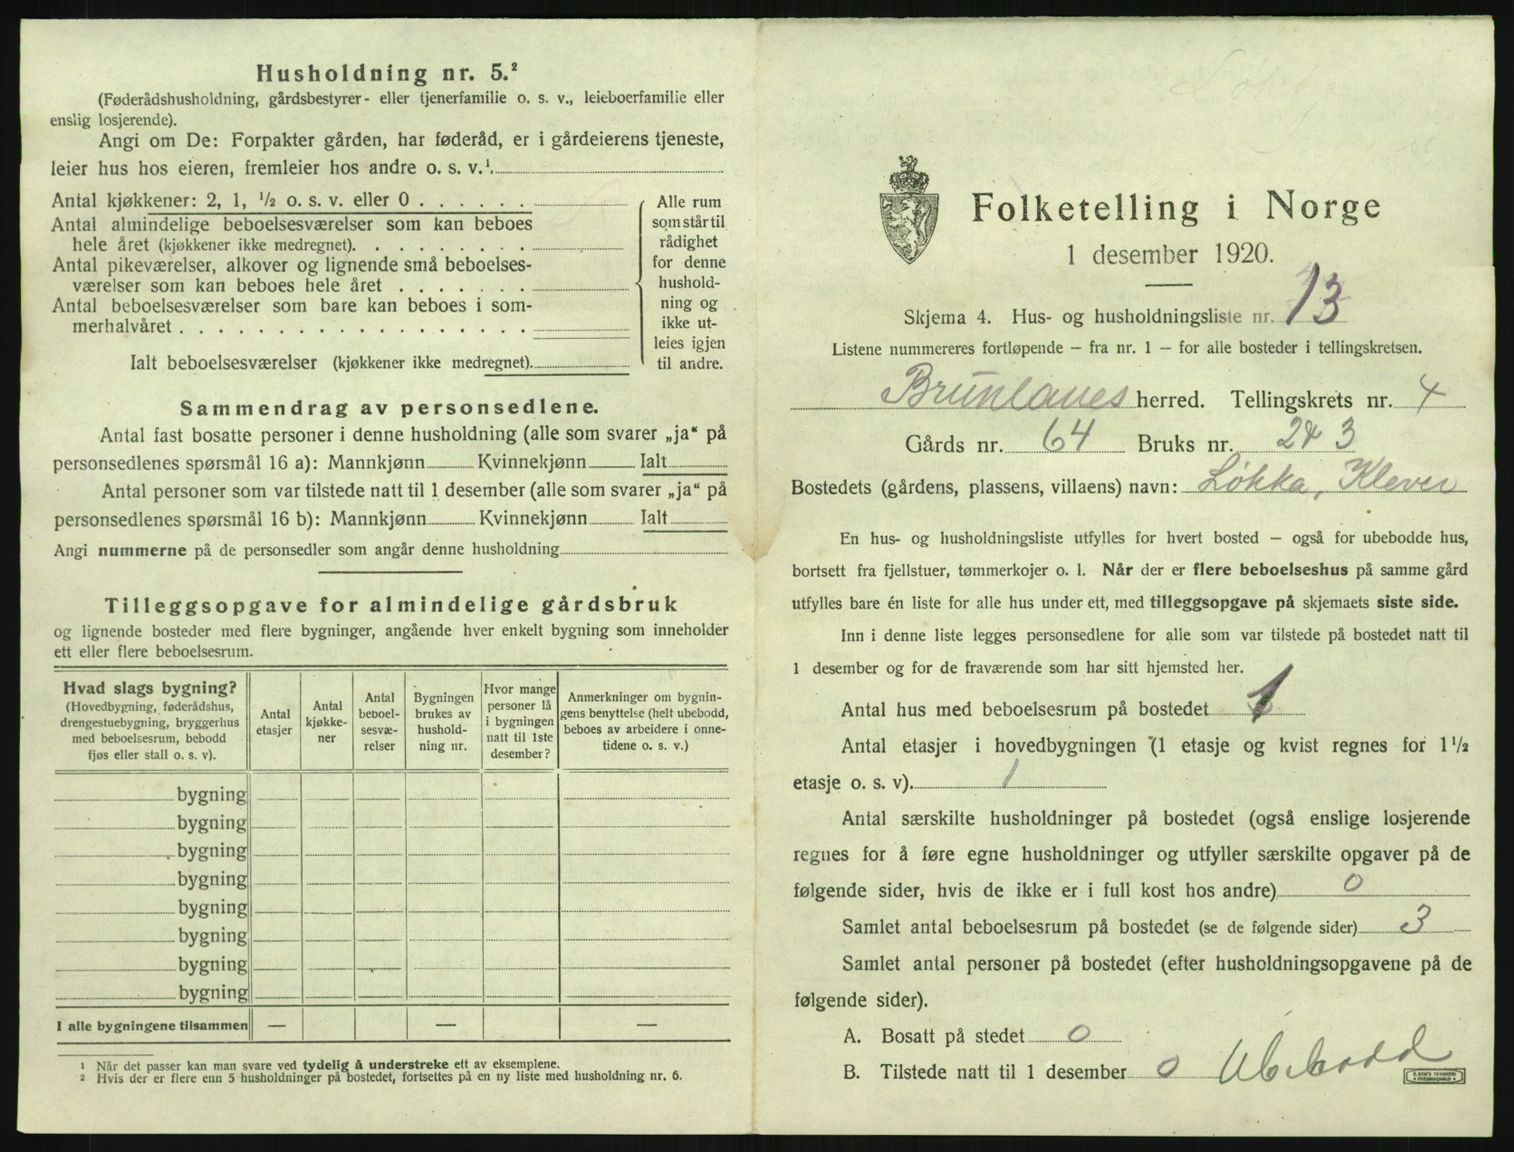 Husholdning nr. 5.²
(Føderådshusholdning, gårdsbestyrer- eller tjenerfamilie o. s. v., leieboerfamilie eller
enslig losjerende).
Angi om De: Forpakter gården, har føderåd, er i gårdeierens tjeneste,
leier hus hos eieren, fremleier hos andre o. s. v.¹.
Antal kjøkkener: 2, 1, ½ o. s. v. eller 0 . . . . . .
Antal almindelige beboelsesværelser som kan beboes
hele året (kjøkkener ikke medregnet). . . . . . . . .
Antal pikeværelser, alkover og lignende små beboelses-
værelser som kan beboes hele året . . . . . . .
Antal beboelsesværelser som bare kan beboes i som-
merhalvåret . . . . . . . . . . . . . . . . . .
Ialt beboelsesværelser (kjøkkener ikke medregnet).
Alle rum
som står til
rådighet
for denne
hushold-
ning og
ikke ut-
leies igjen
til andre.
Sammendrag av personsedlene.
Antal fast bosatte personer i denne husholdning (alle som svarer „ja“ på
personsedlenes spørsmål 16 a): Mannkjønn Kvinnekjønn Ialt
Antal personer som var tilstede natt til 1 desember (alle som svarer „ja“ på
personsedlenes spørsmål 16 b): Mannkjønn Kvinnekjønn Ialt
Angi nummerne på de personsedler som angår denne husholdning
Tilleggsopgave for almindelige gårdsbruk
og lignende bosteder med flere bygninger, angående hver enkelt bygning som inneholder
ett eller flere beboelsesrum.
Hvad slags bygning?
(Hovedbygning, føderådshus,
drengestuebygning, bryggerhus
med beboelsesrum, bebodd
fjøs eller stall o. s. v).
Antal
etasjer
Antal
kjøkke-
ner
Antal
beboel-
sesvæ-
relser
Bygningen
brukes av
hushold-
ning nr.
Hvor mange
personer lå
i bygningen
natt til 1ste
desember?
Anmerkninger om bygnin-
gens benyttelse (helt ubebodd,
beboes av arbeidere i onne-
tidene o. s. v.)
bygning
bygning
bygning
bygning
bygning
bygning
bygning
bygning
I alle bygningene tilsammen — — —
¹ Når det passer kan man svare ved tydelig å understreke ett av eksemplene.
² Hvis der er flere enn 5 husholdninger på bostedet, fortsettes på en ny liste med husholdning nr. 6.
Folketelling i Norge
1 desember 1920.
Skjema 4. Hus- og husholdningsliste nr. 13
Listene nummereres fortløpende – fra nr. 1 – for alle bosteder i tellingskretsen.
Brunlanes herred. Tellingskrets nr. 4
Gårds nr. 64 Bruks nr. 243
Bostedets (gårdens, plassens, villaens) navn: Løkka, Klever
En hus- og husholdningsliste utfylles for hvert bosted – også for ubebodde hus,
bortsett fra fjellstuer, tømmerkojer o. l. Når der er flere beboelseshus på samme gård
utfylles bare én liste for alle hus under ett, med tilleggsopgave på skjemaets siste side.
Inn i denne liste legges personsedlene for alle som var tilstede på bostedet natt til
1 desember og for de fraværende som har sitt hjemsted her.
Antal hus med beboelsesrum på bostedet 1
Antal etasjer i hovedbygningen (1 etasje og kvist regnes for 1½
etasje o. s. v). 1
Antal særskilte husholdninger på bostedet (også enslige losjerende
regnes for å føre egne husholdninger og utfyller særskilte opgaver på de
følgende sider, hvis de ikke er i full kost hos andre) 0
Samlet antal beboelsesrum på bostedet (se de følgende sider) 3
Samlet antal personer på bostedet (efter husholdningsopgavene på de
følgende sider).
A. Bosatt på stedet 0
B. Tilstede natt til 1 desember 0 Ubebodd